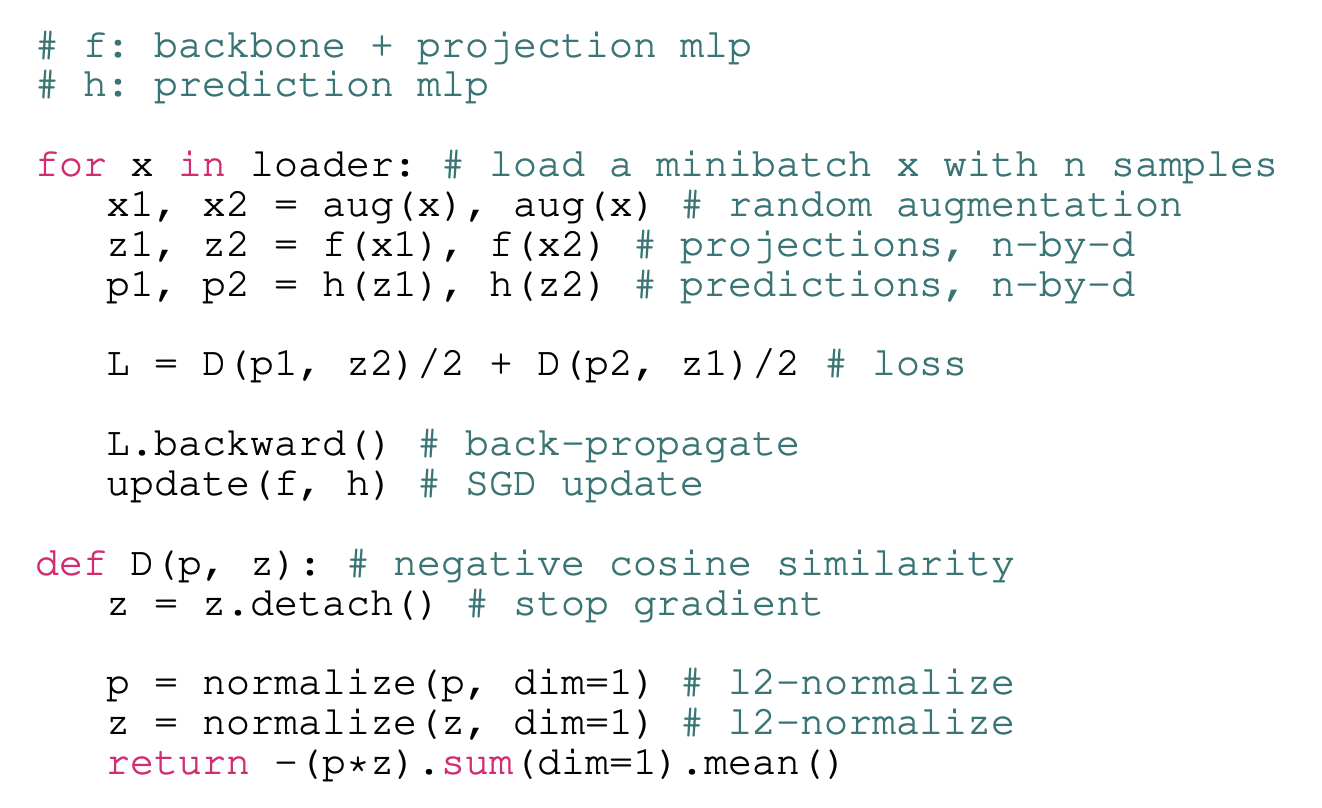 # f: backbone + projection mlp
# h: prediction mlp
for x in loader: # load a minibatch x with n samples
x1, x2 = aug(x), aug(x) # random augmentation
z1, z2 = f(x1), f(x2) # projections, n-by-d
p1, p2 = h(z1), h(z2) # predictions, n-by-d
L = D(p1, z2)/2 + D(p2, z1)/2 # loss
L.backward() # back-propagate
update(f, h) # SGD update
def D(p, z): # negative cosine similarity
z = z.detach() # stop gradient
p = normalize(p, dim=1) # l2-normalize
z = normalize(z, dim=1) # l2-normalize
return -(p*z).sum(dim=1).mean()